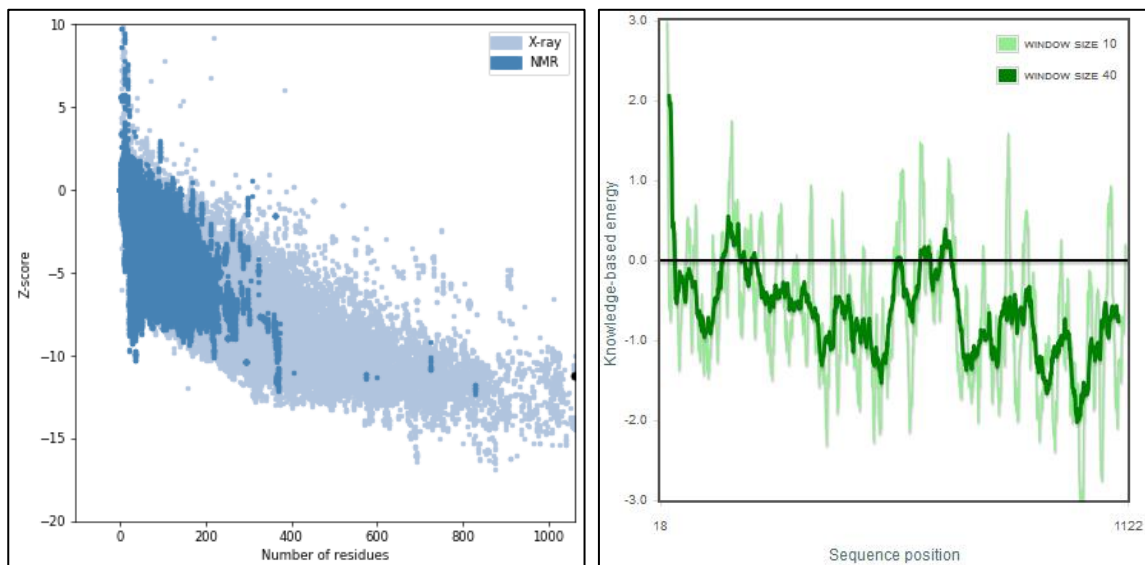 X-ray
NMR
10
5
0
−5
−10
−15
−20
Z-score
0
200
400
600
800
1000
Number of residues
WINDOW SIZE 10
WINDOW SIZE 40
3.0
2.0
1.0
0.0
-1.0
-2.0
-3.0
Knowledge-based energy
18
1122
Sequence position